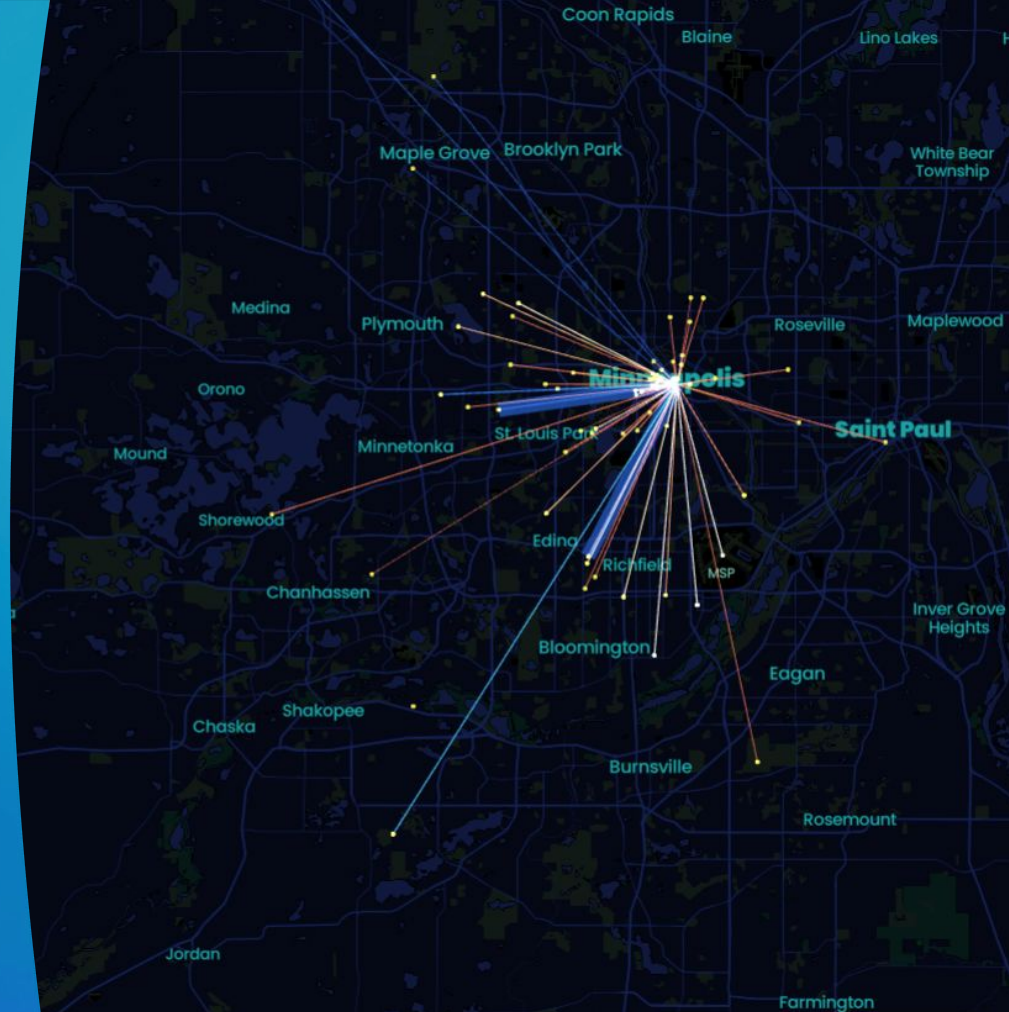 Coon Rapids
Blaine
Lino Lakes
Maple Grove
Brooklyn Park
White Bear
Township
Medina
Plymouth
Roseville
Maplewood
Orono
Minneapolis
Saint Paul
St. Louis Park
Minnetonka
Mound
Shorewood
Edina
Richfield
MSP
Chanhassen
Inver Grove
Heights
Bloomington
Eagan
Shakopee
Chaska
Burnsville
Rosemount
Jordan
Farmington